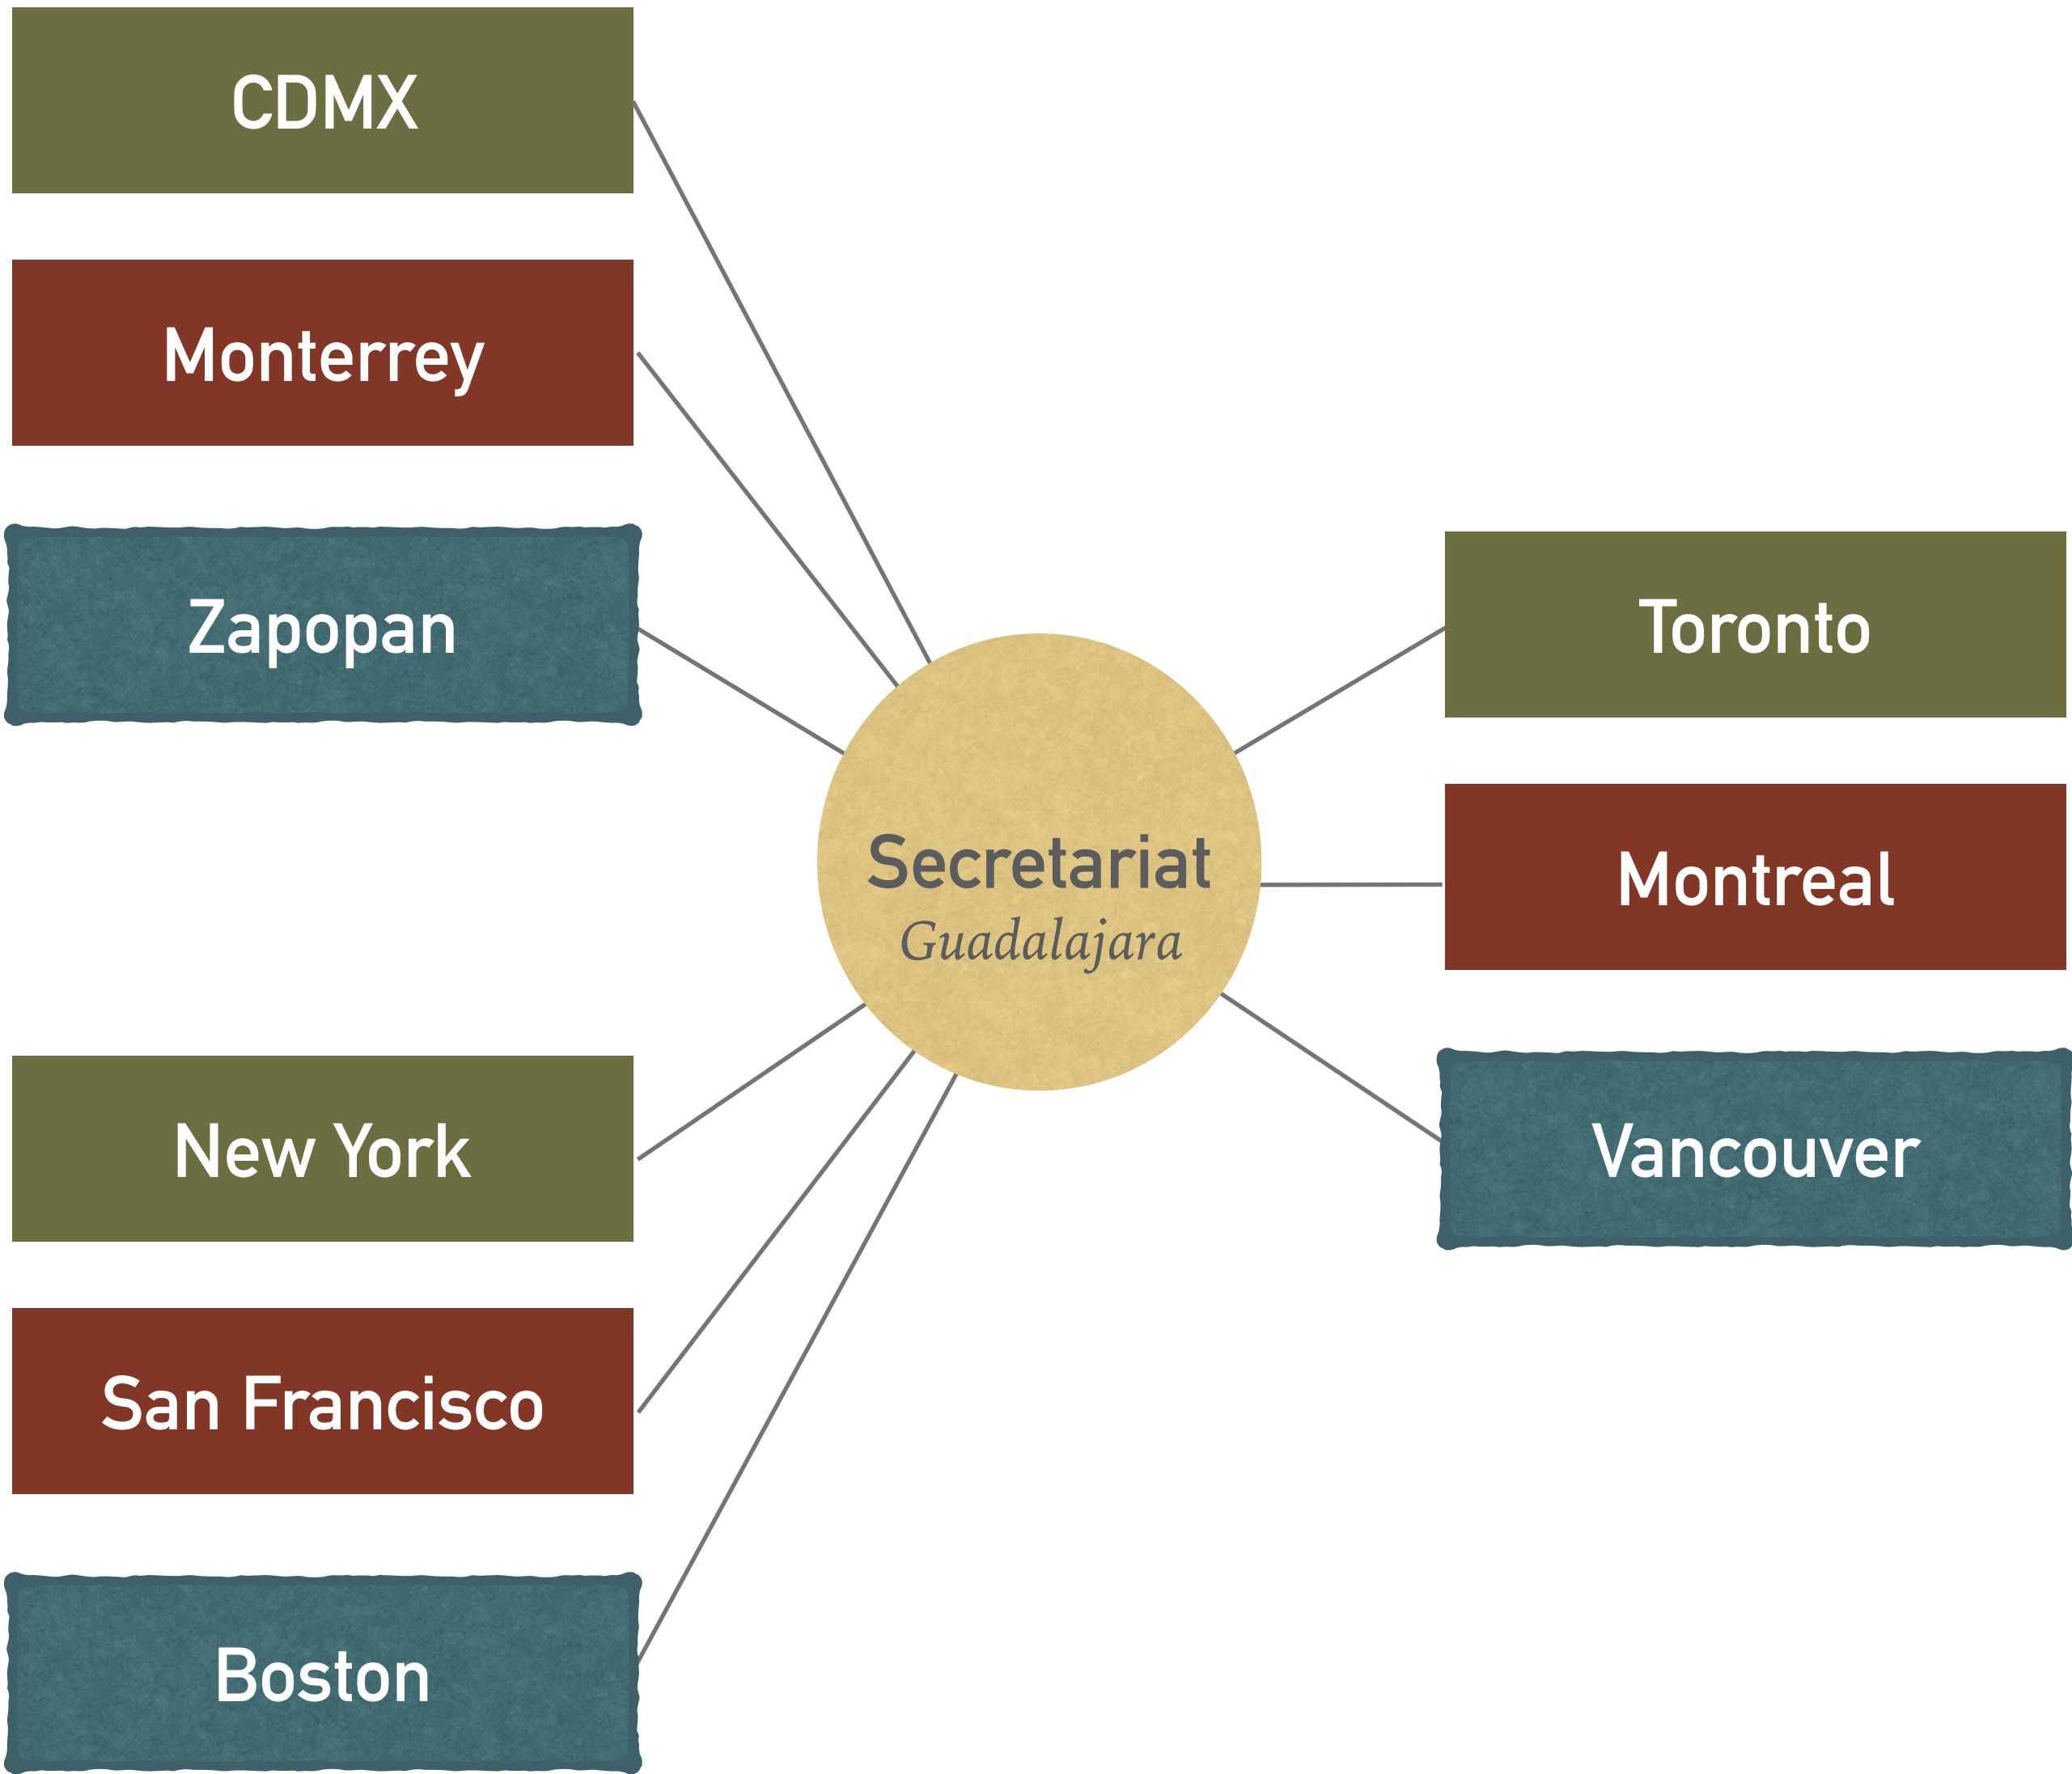 CDMX
Monterrey
Zapopan
New York
San Francisco
Boston
Secretariat
Guadalajara
Toronto
Montreal
Vancouver